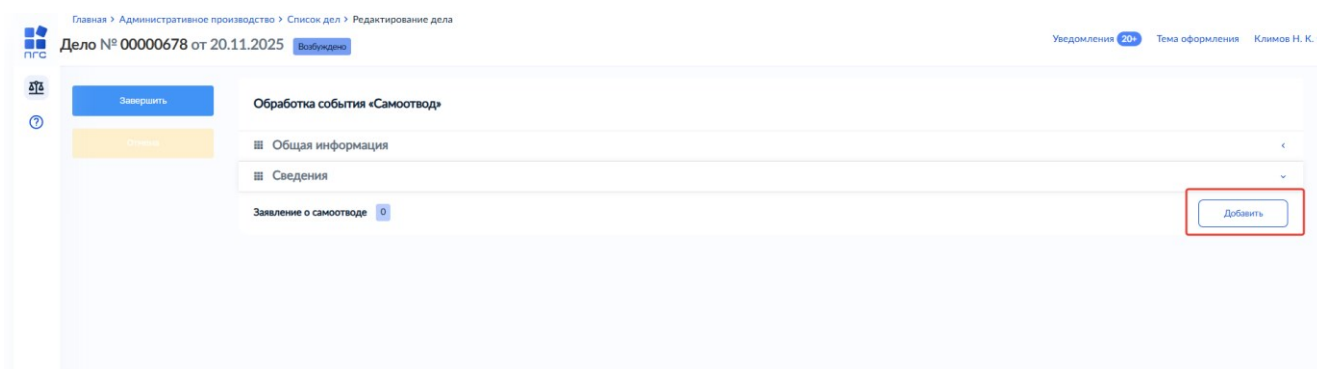 Главная > Административное производство > Список дел > Редактирование дела
Дело № 00000678 от 20.11.2025 Возбуждено
Уведомления 20+ Тема оформления Климов Н. К.
ПГС
Завершить
Обработка события «Самоотвод»
Отмена
Общая информация
Сведения
Заявление о самоотводе 0
Добавить